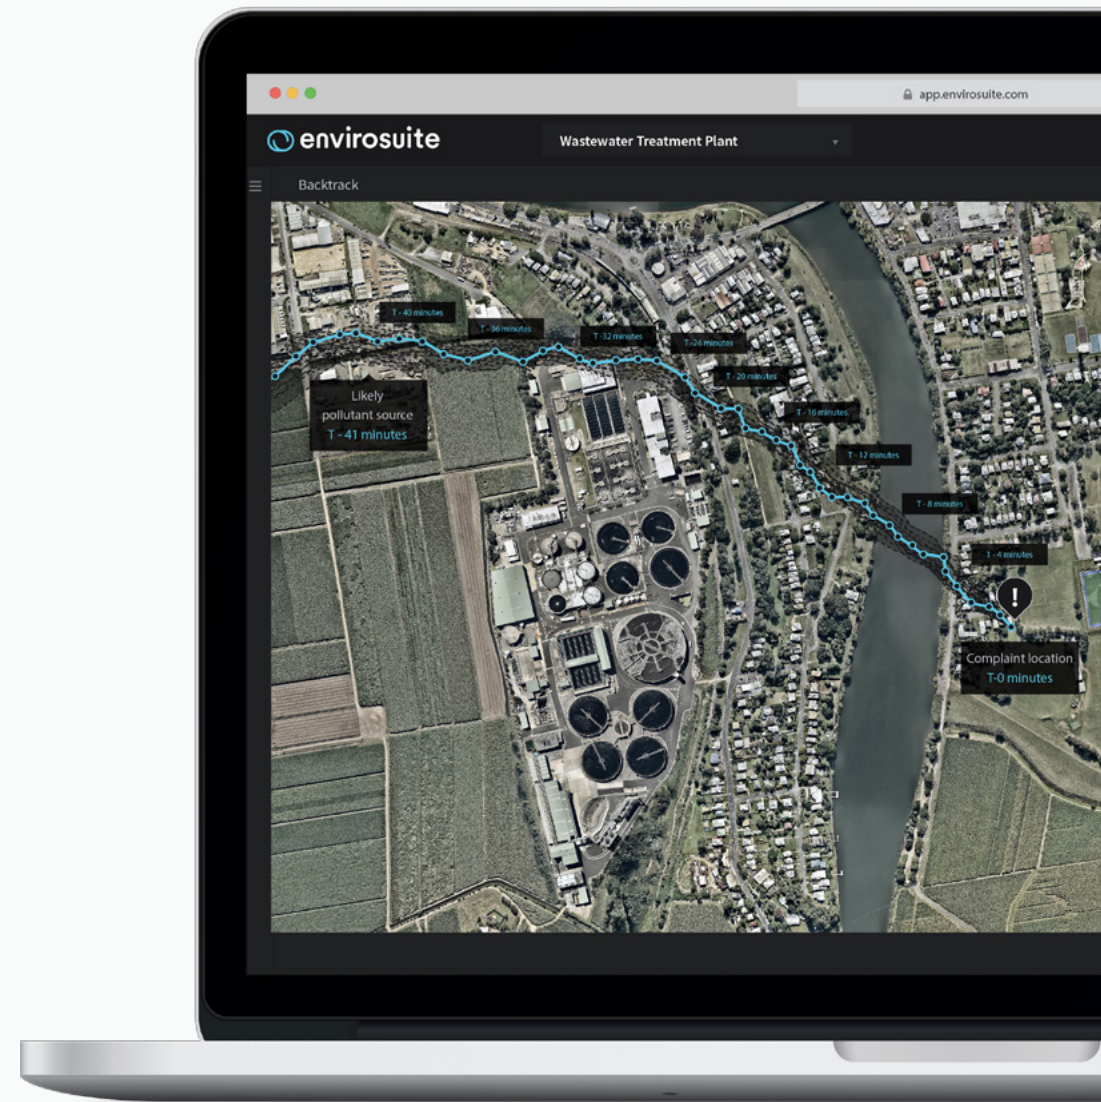 app.envirosuite.com
envirosuite
Wastewater Treatment Plant
Backtrack
T - 40 minutes
T - 36 minutes
T -32 minutes
T -24 minutes
T - 20 minutes
T - 16 minutes
T - 12 minutes
T - 8 minutes
T - 4 minutes
Likely
pollutant source
T - 41 minutes
!
Complaint location
T-0 minutes